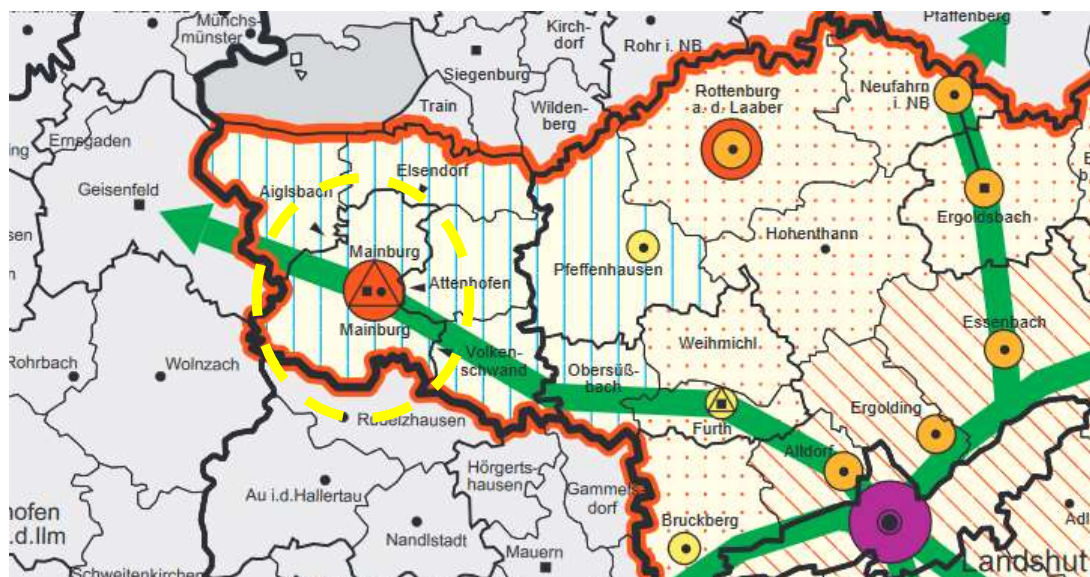 Münchs-
münster
Kirch-
dorf
Rohr i. NB
Pfaffenberg
Siegenburg
Train
Wilden-
berg
Rottenburg
a. d. Laaber
Neufahrn
i. NB
Ernsgaden
Geisenfeld
Aiglsbach
Elsendorf
Ergoldsbach
Mainburg
Attenhofen
Pfeffenhausen
Hohenthann
Mainburg
Essenbach
Rohrbach
Wolnzach
Volken-
schwand
Obersüß-
bach
Weihmichl
Rudelzhausen
Furth
Ergolding
Altdorf
Au i.d.Hallertau
Hörgerts-
hausen
Gammels-
dorf
hofen
.d.Ilm
Nandlstadt
Bruckberg
Mauern
Schweitenkirchen
Landshut